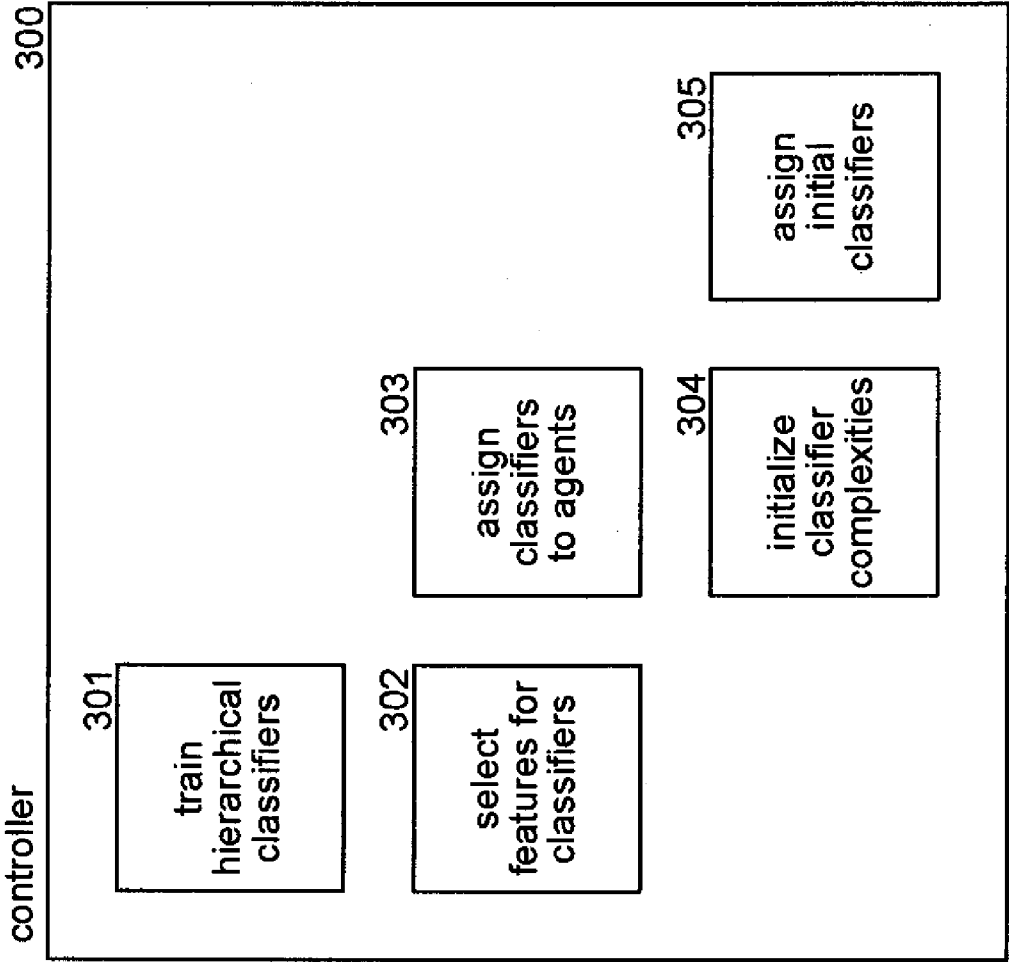 controller
300
301
train
hierarchical
classifiers
302
select
features for
classifiers
303
assign
classifiers
to agents
304
initialize
classifier
complexities
305
assign
initial
classifiers